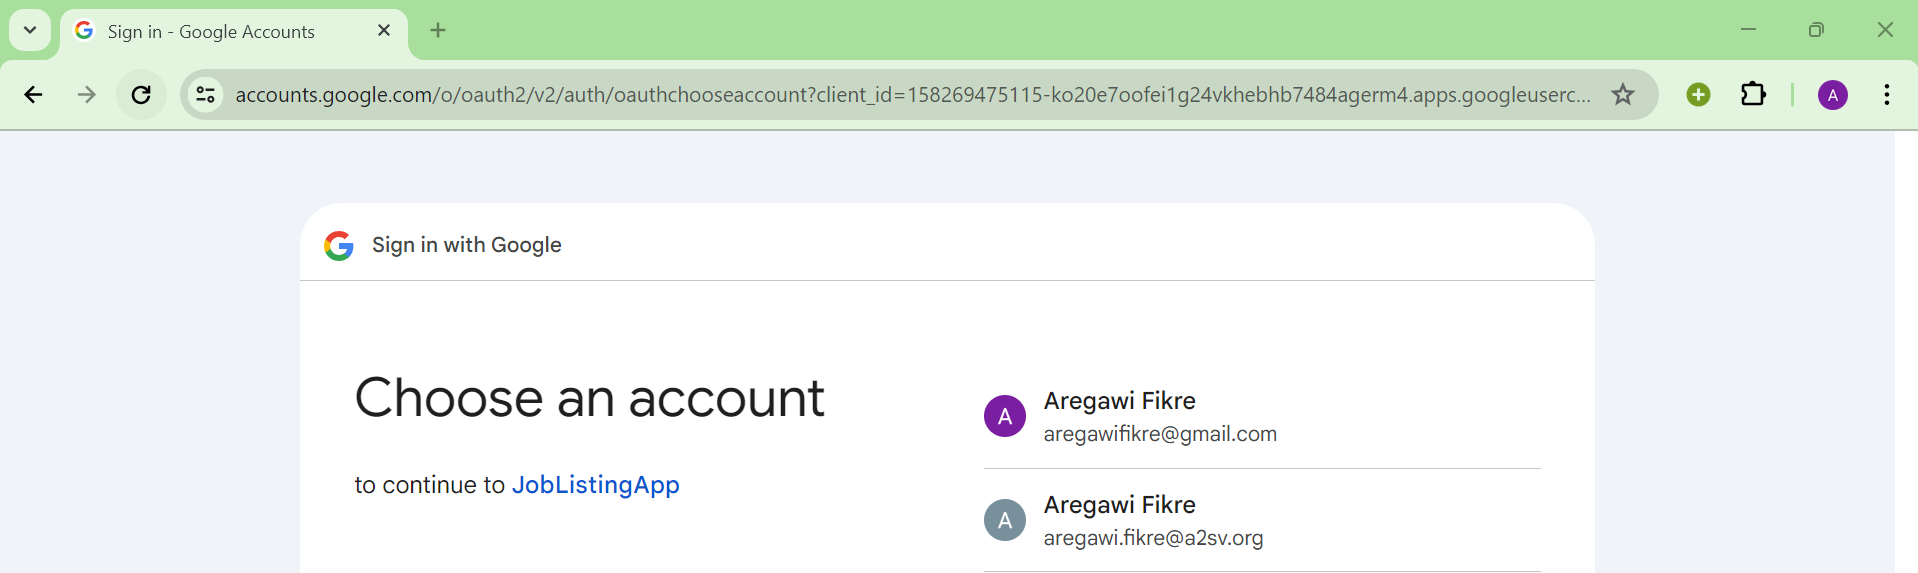 Sign in - Google Accounts
accounts.google.com/o/oauth2/v2/auth/oauthchooseaccount?client_id=158269475115-ko20e7oofei1g24vkhebhb7484agerm4.apps.googleuserc...
A
Sign in with Google
Choose an account
to continue to JobListingApp
A
Aregawi Fikre
aregawifikre@gmail.com
A
Aregawi Fikre
aregawi.fikre@a2sv.org